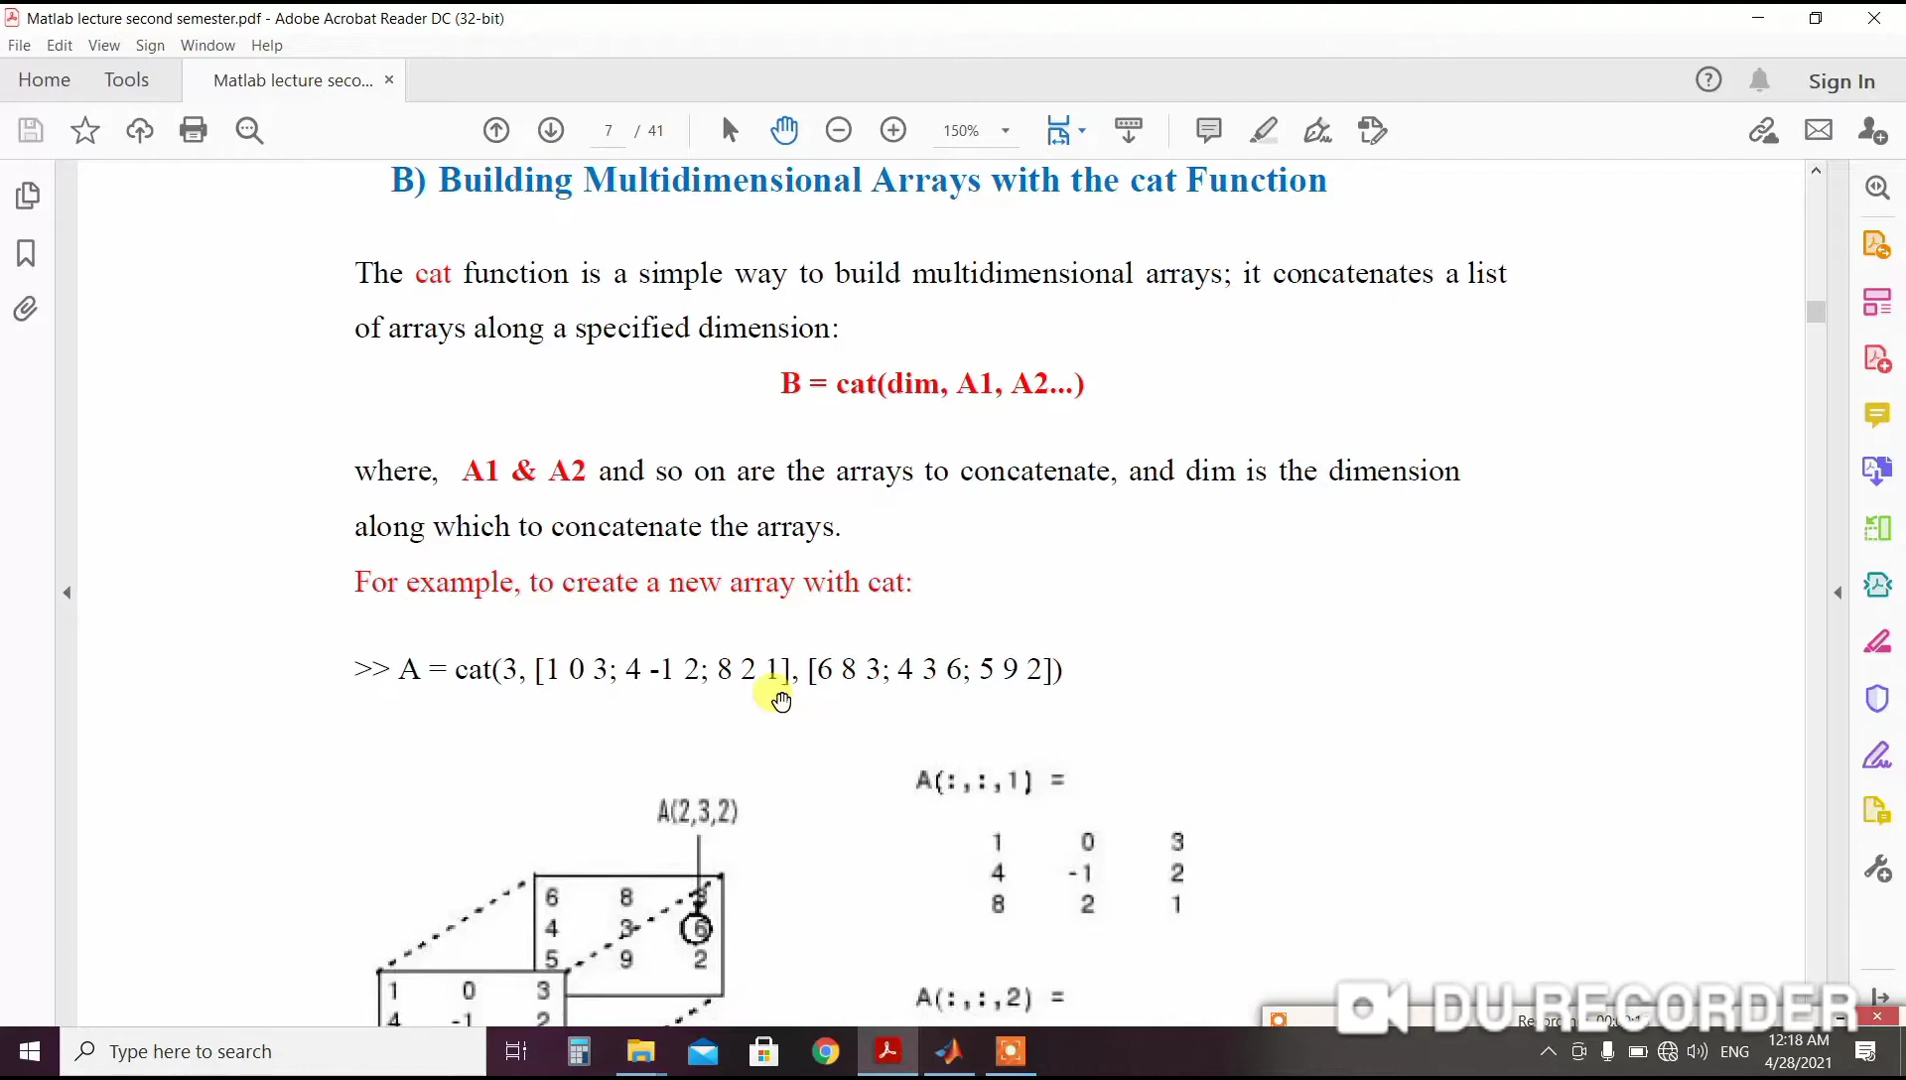 Matlab lecture second semester.pdf - Adobe Acrobat Reader DC (32-bit)
File Edit View Sign Window Help
Home Tools Matlab lecture seco... × Sign In
7 / 41 150%
B) Building Multidimensional Arrays with the cat Function
The cat function is a simple way to build multidimensional arrays; it concatenates a list
of arrays along a specified dimension:
B = cat(dim, A1, A2...)
where, A1 & A2 and so on are the arrays to concatenate, and dim is the dimension
along which to concatenate the arrays.
For example, to create a new array with cat:
>> A = cat(3, [1 0 3; 4 -1 2; 8 2 1], [6 8 3; 4 3 6; 5 9 2])
A(2,3,2)
6 8 3
4 3 6
5 9 2
1 0 3
4 -1 2
A(:,:,1) =
1 0 3
4 -1 2
8 2 1
A(:,:,2) =
DU RECORDER
Type here to search
ENG
12:18 AM
4/28/2021